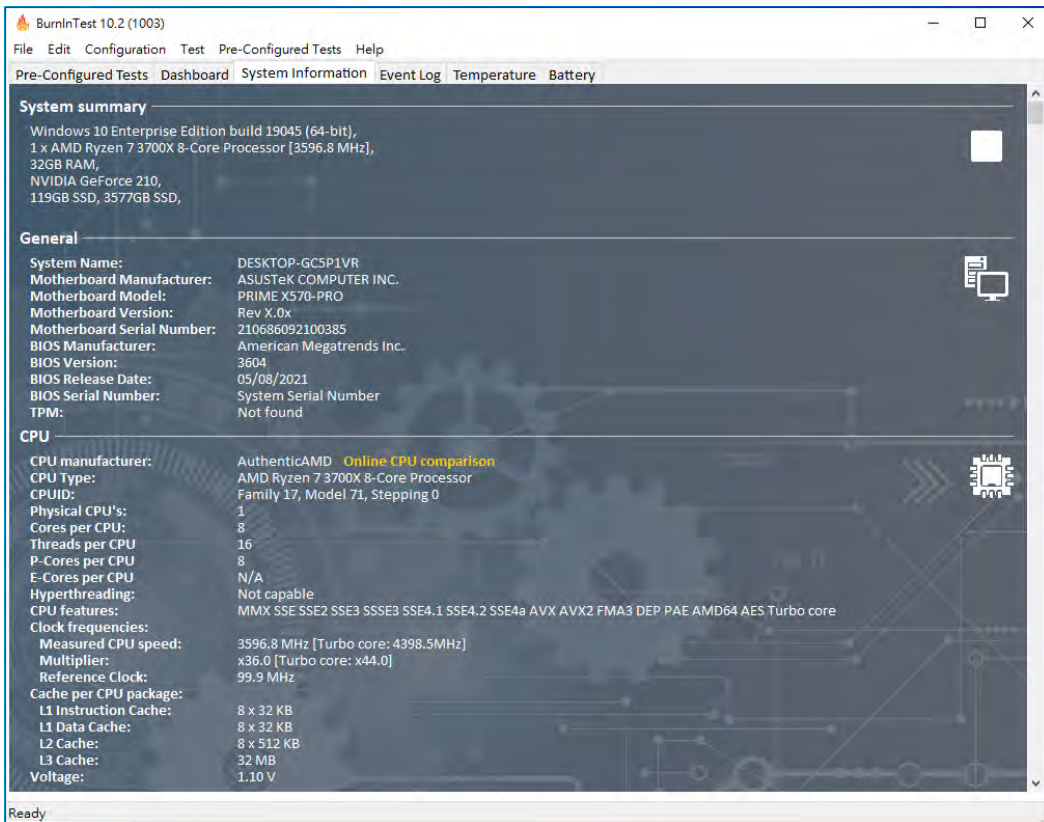 BurnInTest 10.2 (1003)
File Edit Configuration Test Pre-Configured Tests Help
Pre-Configured Tests Dashboard System Information Event Log Temperature Battery
System summary
Windows 10 Enterprise Edition build 19045 (64-bit),
1 x AMD Ryzen 7 3700X 8-Core Processor [3596.8 MHz],
32GB RAM,
NVIDIA GeForce 210,
119GB SSD, 3577GB SSD,
General
System Name: DESKTOP-GC5P1VR
Motherboard Manufacturer: ASUSTeK COMPUTER INC.
Motherboard Model: PRIME X570-PRO
Motherboard Version: Rev X.0x
Motherboard Serial Number: 210686092100385
BIOS Manufacturer: American Megatrends Inc.
BIOS Version: 3604
BIOS Release Date: 05/08/2021
BIOS Serial Number: System Serial Number
TPM: Not found
CPU
CPU manufacturer: AuthenticAMD Online CPU comparison
CPU Type: AMD Ryzen 7 3700X 8-Core Processor
CPUID: Family 17, Model 71, Stepping 0
Physical CPU's: 1
Cores per CPU: 8
Threads per CPU 16
P-Cores per CPU 8
E-Cores per CPU N/A
Hyperthreading: Not capable
CPU features: MMX SSE SSE2 SSE3 SSSE3 SSE4.1 SSE4.2 SSE4a AVX AVX2 FMA3 DEP PAE AMD64 AES Turbo core
Clock frequencies:
Measured CPU speed: 3596.8 MHz [Turbo core: 4398.5MHz]
Multiplier: x36.0 [Turbo core: x44.0]
Reference Clock: 99.9 MHz
Cache per CPU package:
L1 Instruction Cache: 8 x 32 KB
L1 Data Cache: 8 x 32 KB
L2 Cache: 8 x 512 KB
L3 Cache: 32 MB
Voltage: 1.10 V
Ready